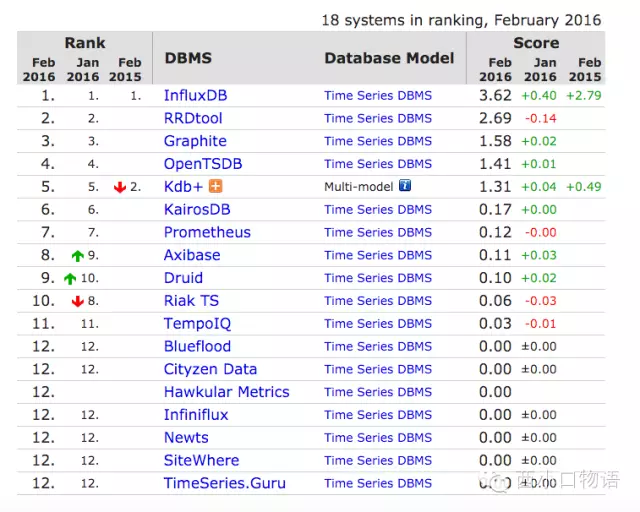 18 systems in ranking, February 2016
Rank DBMS Database Model Score
Feb 2016 Jan 2016 Feb 2015 Feb 2016 Jan 2016 Feb 2015
1. 1. 1. InfluxDB Time Series DBMS 3.62 +0.40 +2.79
2. 2. RRDtool Time Series DBMS 2.69 -0.14
3. 3. Graphite Time Series DBMS 1.58 +0.02
4. 4. OpenTSDB Time Series DBMS 1.41 +0.01
5. 5. 2. Kdb+ Multi-model 1.31 +0.04 +0.49
6. 6. KairosDB Time Series DBMS 0.17 +0.00
7. 7. Prometheus Time Series DBMS 0.12 -0.00
8. 9. Axibase Time Series DBMS 0.11 +0.03
9. 10. Druid Time Series DBMS 0.10 +0.02
10. 8. Riak TS Time Series DBMS 0.06 -0.03
11. 11. TempoIQ Time Series DBMS 0.03 -0.01
12. 12. Blueflood Time Series DBMS 0.00 ±0.00
12. 12. Cityzen Data Time Series DBMS 0.00 ±0.00
12. Hawkular Metrics Time Series DBMS 0.00
12. 12. Infiniflux Time Series DBMS 0.00 ±0.00
12. 12. Newts Time Series DBMS 0.00 ±0.00
12. 12. SiteWhere Time Series DBMS 0.00 ±0.00
12. 12. TimeSeries.Guru Time Series DBMS ±0.00
西小口物语